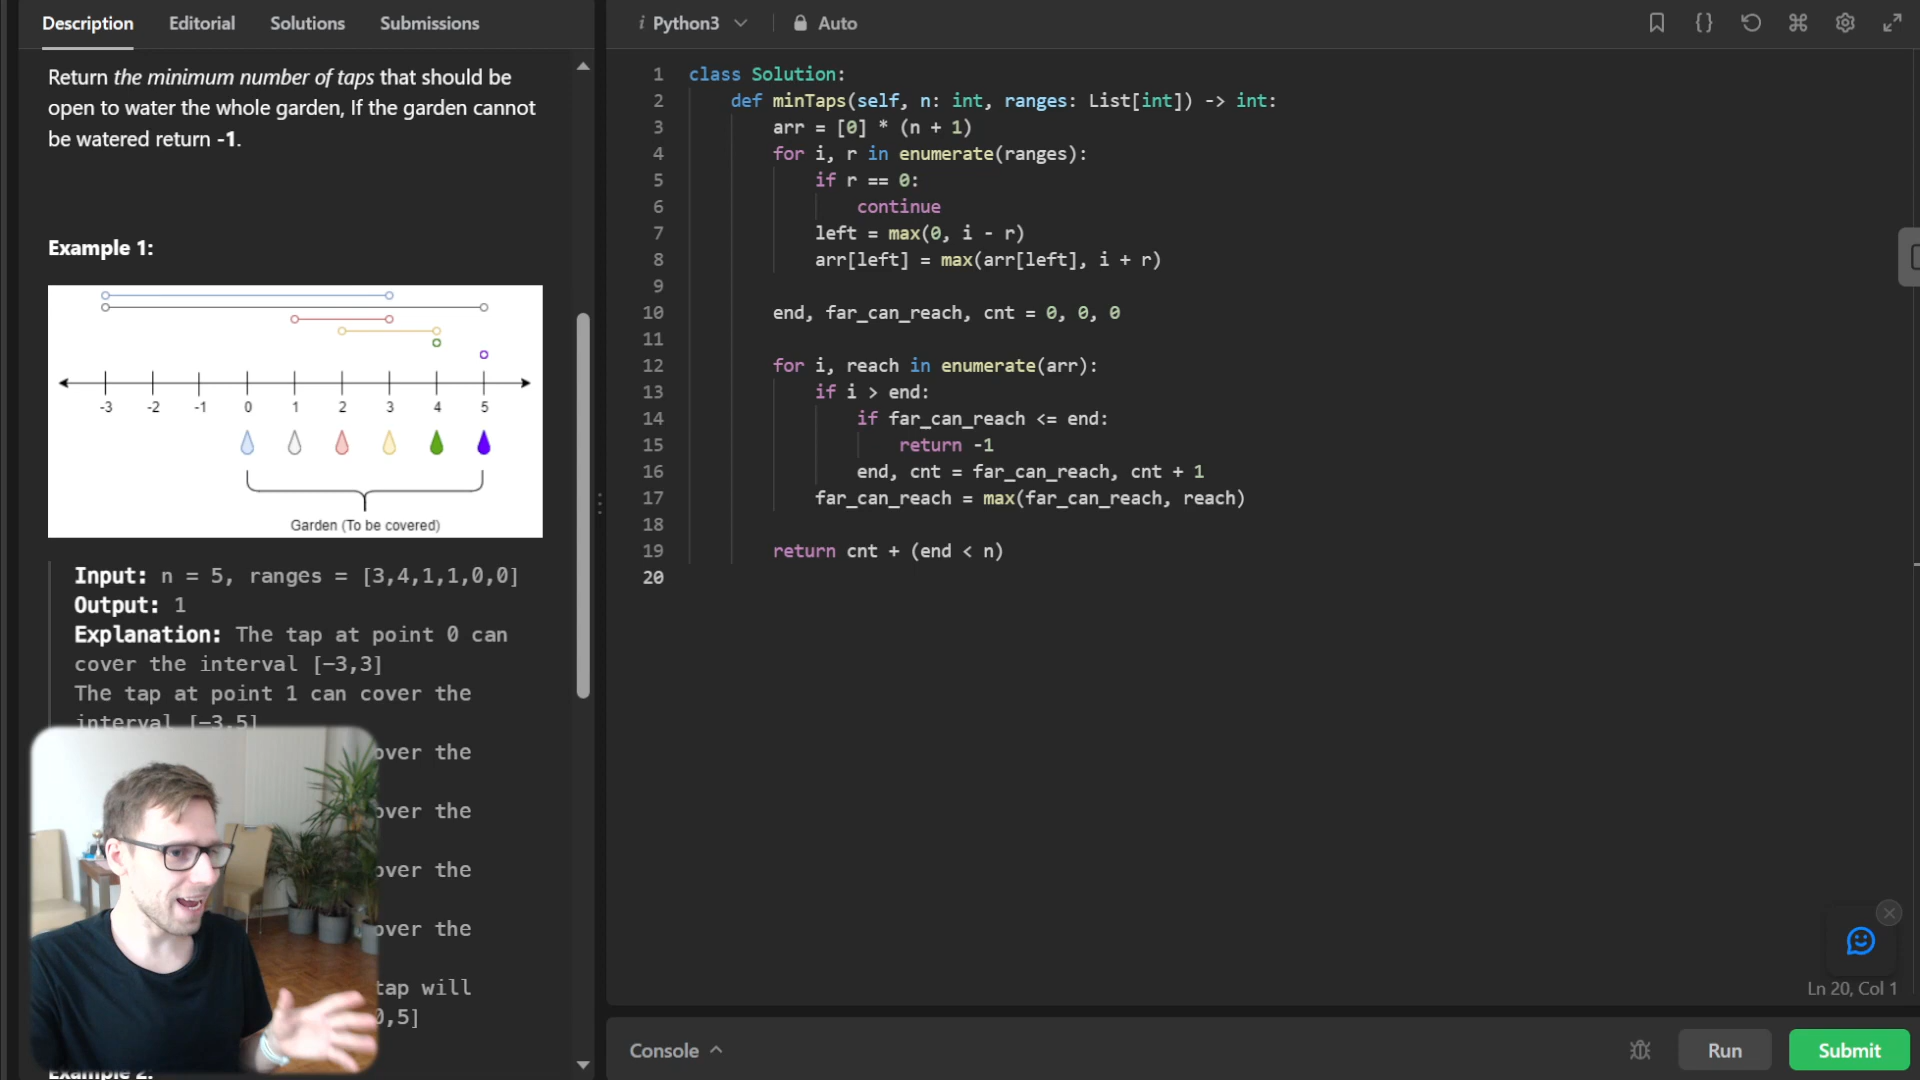 Description Editorial Solutions Submissions
Return the minimum number of taps that should be
open to water the whole garden, If the garden cannot
be watered return -1.
Example 1:
-3 -2 -1 0 1 2 3 4 5
Garden (To be covered)
Input: n = 5, ranges = [3,4,1,1,0,0]
Output: 1
Explanation: The tap at point 0 can
cover the interval [−3,3]
The tap at point 1 can cover the
interval [−3,5]
over the
over the
over the
over the
tap will
,5]
Example 2:
i Python3 Auto
1 class Solution:
2 def minTaps(self, n: int, ranges: List[int]) -> int:
3 arr = [0] * (n + 1)
4 for i, r in enumerate(ranges):
5 if r == 0:
6 continue
7 left = max(0, i - r)
8 arr[left] = max(arr[left], i + r)
9
10 end, far_can_reach, cnt = 0, 0, 0
11
12 for i, reach in enumerate(arr):
13 if i > end:
14 if far_can_reach <= end:
15 return -1
16 end, cnt = far_can_reach, cnt + 1
17 far_can_reach = max(far_can_reach, reach)
18
19 return cnt + (end < n)
20
Ln 20, Col 1
Console Run Submit